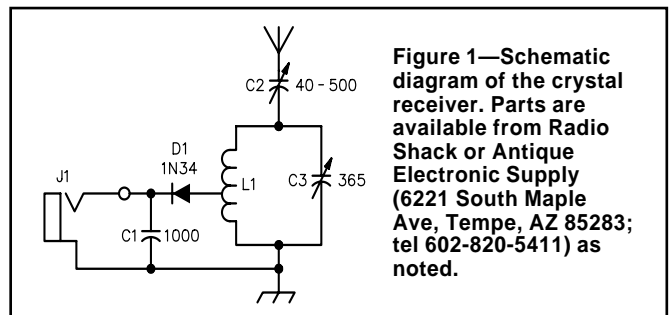 C2
40 - 500
D1
1N34
J1
L1
C3
365
C1
1000
Figure 1—Schematic
diagram of the crystal
receiver. Parts are
available from Radio
Shack or Antique
Electronic Supply
(6221 South Maple
Ave, Tempe, AZ 85283;
tel 602-820-5411) as
noted.